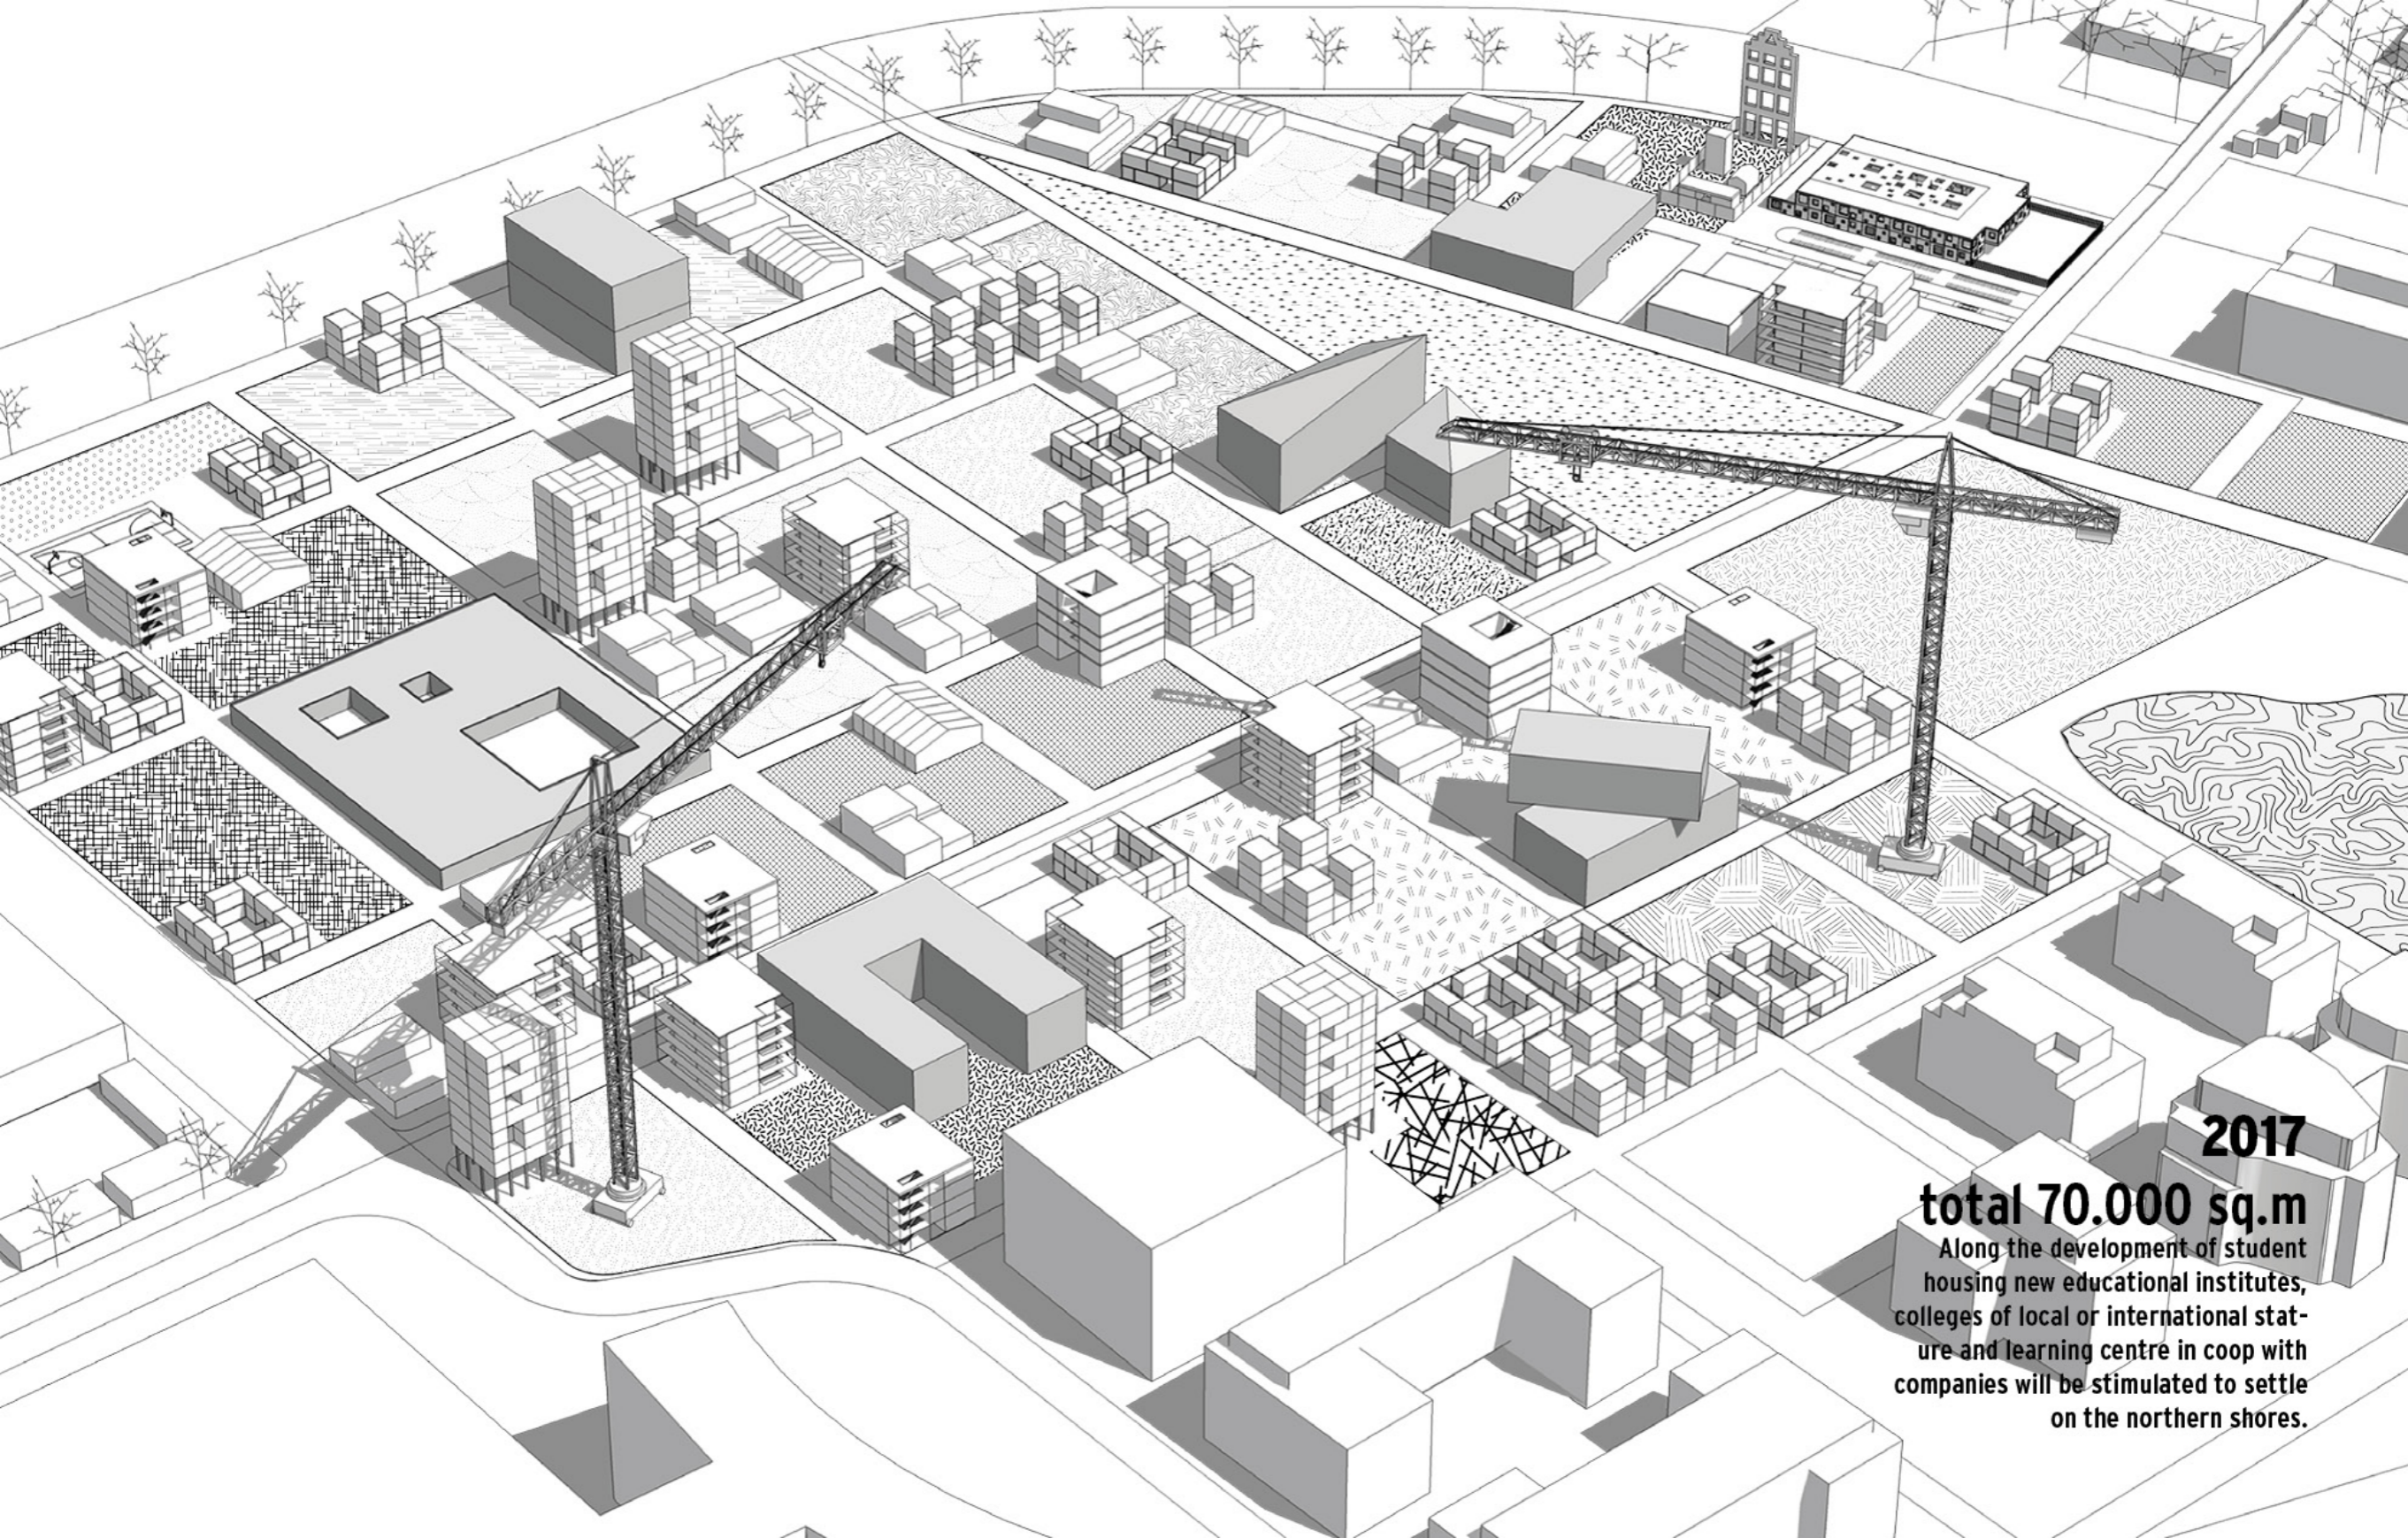 2017
total 70.000 sq.m
Along the development of student
housing new educational institutes,
colleges of local or international stat-
ure and learning centre in coop with
companies will be stimulated to settle
on the northern shores.